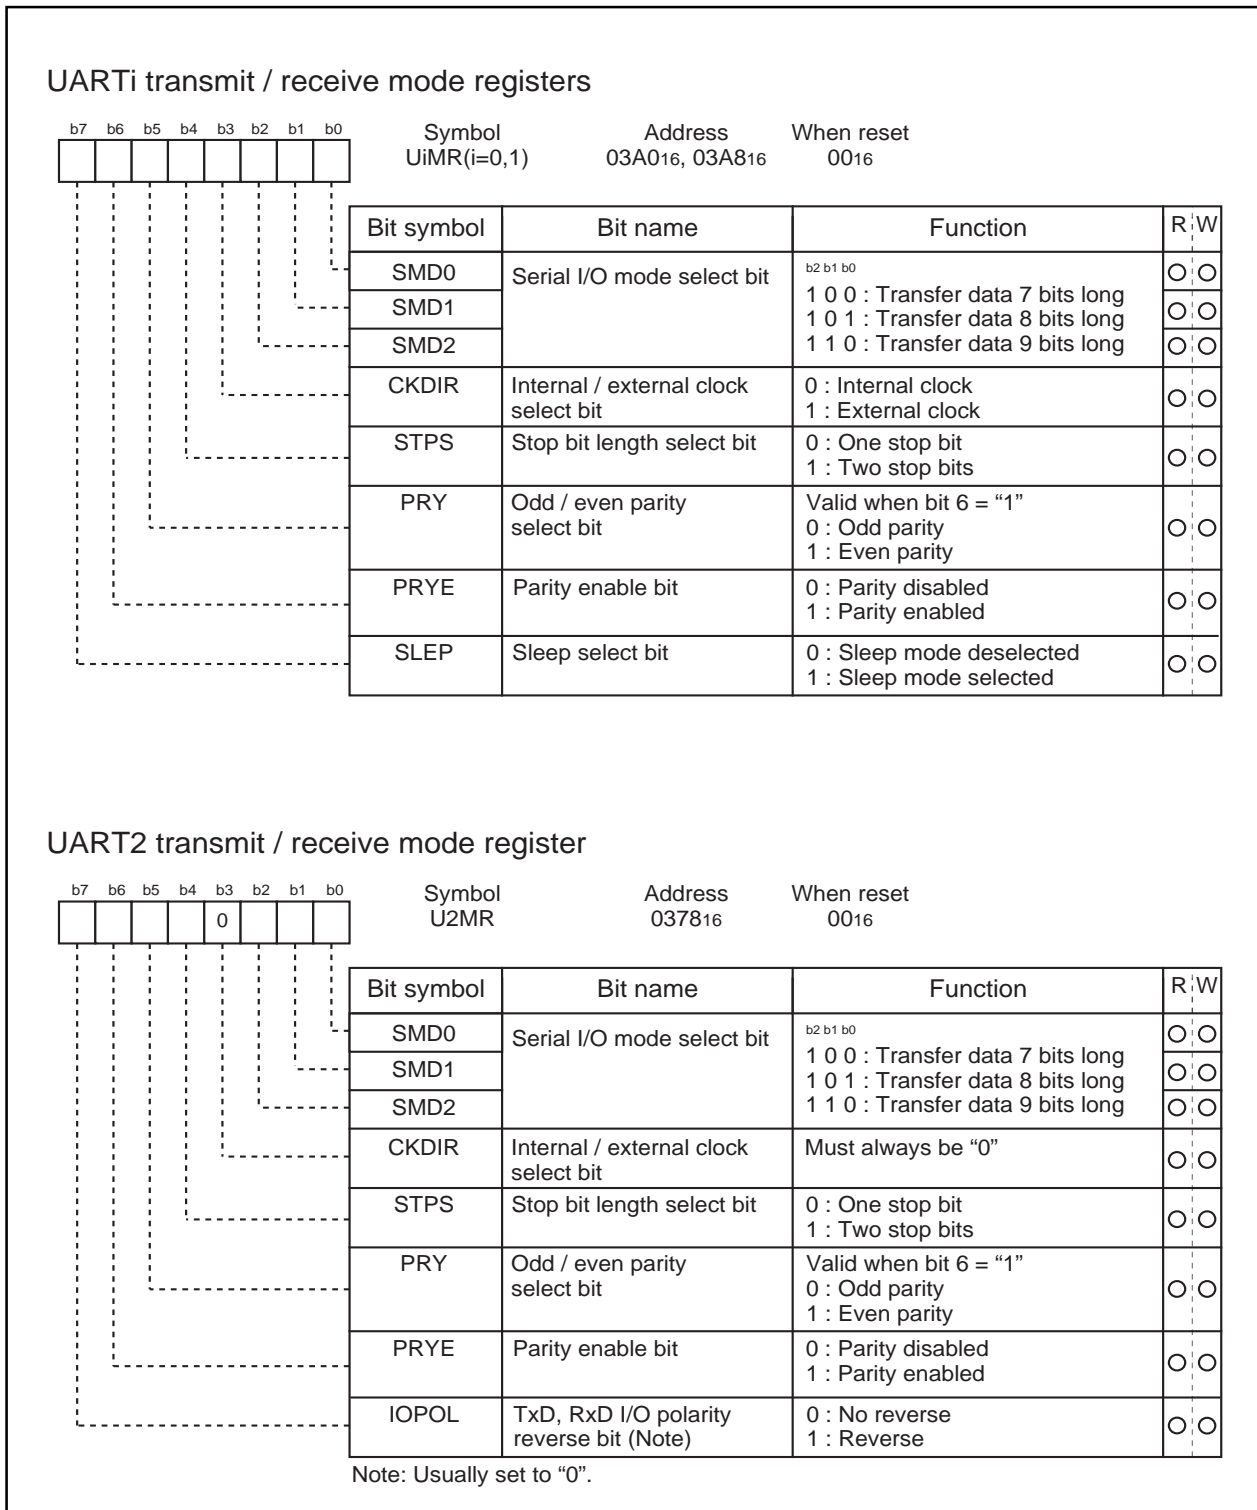 UARTi transmit / receive mode registers
b7 b6 b5 b4 b3 b2 b1 b0
Symbol Address When reset
UiMR(i=0,1) 03A016, 03A816 0016
Bit symbol Bit name Function R W
SMD0 Serial I/O mode select bit b2 b1 b0
1 0 0 : Transfer data 7 bits long
SMD1
1 0 1 : Transfer data 8 bits long
SMD2 1 1 0 : Transfer data 9 bits long
CKDIR Internal / external clock 0 : Internal clock
select bit 1 : External clock
STPS Stop bit length select bit 0 : One stop bit
1 : Two stop bits
PRY Odd / even parity Valid when bit 6 = “1”
select bit 0 : Odd parity
1 : Even parity
PRYE Parity enable bit 0 : Parity disabled
1 : Parity enabled
SLEP Sleep select bit 0 : Sleep mode deselected
1 : Sleep mode selected
UART2 transmit / receive mode register
b7 b6 b5 b4 b3 b2 b1 b0
0
Symbol Address When reset
U2MR 037816 0016
Bit symbol Bit name Function R W
SMD0 Serial I/O mode select bit b2 b1 b0
1 0 0 : Transfer data 7 bits long
SMD1
1 0 1 : Transfer data 8 bits long
SMD2 1 1 0 : Transfer data 9 bits long
CKDIR Internal / external clock Must always be “0”
select bit
STPS Stop bit length select bit 0 : One stop bit
1 : Two stop bits
PRY Odd / even parity Valid when bit 6 = “1”
select bit 0 : Odd parity
1 : Even parity
PRYE Parity enable bit 0 : Parity disabled
1 : Parity enabled
IOPOL TxD, RxD I/O polarity 0 : No reverse
reverse bit (Note) 1 : Reverse
Note: Usually set to “0”.